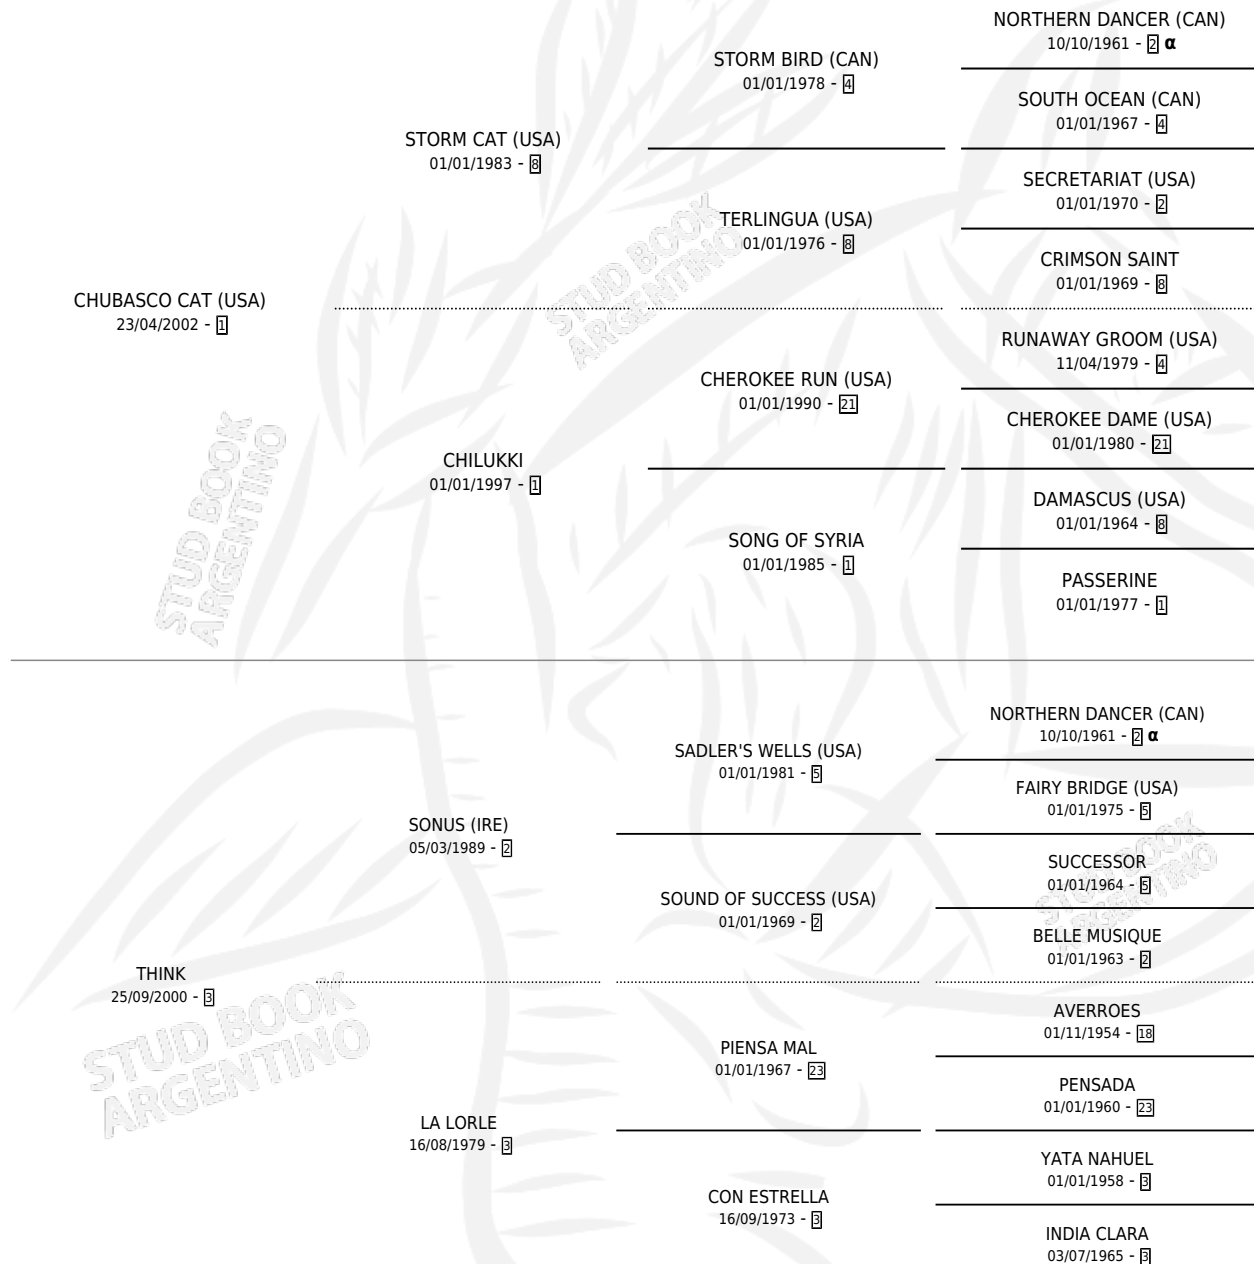 NORTHERN DANCER (CAN)
10/10/1961 - 2 α
STORM BIRD (CAN)
01/01/1978 - 4
SOUTH OCEAN (CAN)
01/01/1967 - 4
STORM CAT (USA)
01/01/1983 - 8
SECRETARIAT (USA)
01/01/1970 - 2
TERLINGUA (USA)
01/01/1976 - 8
CRIMSON SAINT
01/01/1969 - 8
CHUBASCO CAT (USA)
23/04/2002 - 1
RUNAWAY GROOM (USA)
11/04/1979 - 4
CHEROKEE RUN (USA)
01/01/1990 - 21
CHEROKEE DAME (USA)
01/01/1980 - 21
CHILUKKI
01/01/1997 - 1
DAMASCUS (USA)
01/01/1964 - 8
SONG OF SYRIA
01/01/1985 - 1
PASSERINE
01/01/1977 - 1
NORTHERN DANCER (CAN)
10/10/1961 - 2 α
SADLER'S WELLS (USA)
01/01/1981 - 5
FAIRY BRIDGE (USA)
01/01/1975 - 5
SONUS (IRE)
05/03/1989 - 2
SUCCESSOR
01/01/1964 - 5
SOUND OF SUCCESS (USA)
01/01/1969 - 2
BELLE MUSIQUE
01/01/1963 - 2
THINK
25/09/2000 - 3
AVERROES
01/11/1954 - 18
PIENSA MAL
01/01/1967 - 23
PENSADA
01/01/1960 - 23
LA LORLE
16/08/1979 - 3
YATA NAHUEL
01/01/1958 - 3
CON ESTRELLA
16/09/1973 - 3
INDIA CLARA
03/07/1965 - 3
STUD BOOK
ARGENTINO
STUD BOOK
ARGENTINO
STUD BOOK
ARGENTINO
STUD BOOK
ARGENTINO